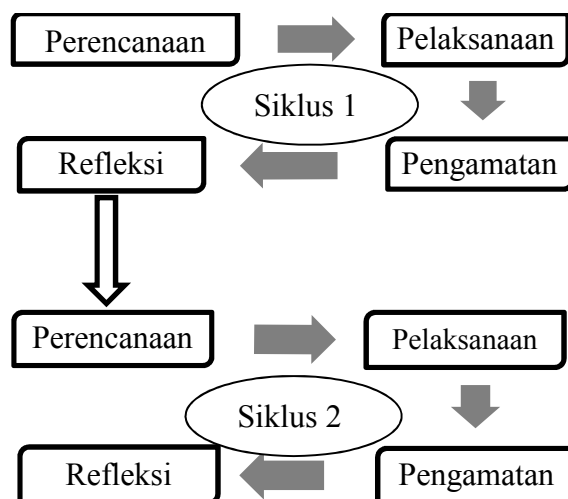 Perencanaan
Pelaksanaan
Siklus 1
Refleksi
Pengamatan
Perencanaan
Pelaksanaan
Siklus 2
Refleksi
Pengamatan